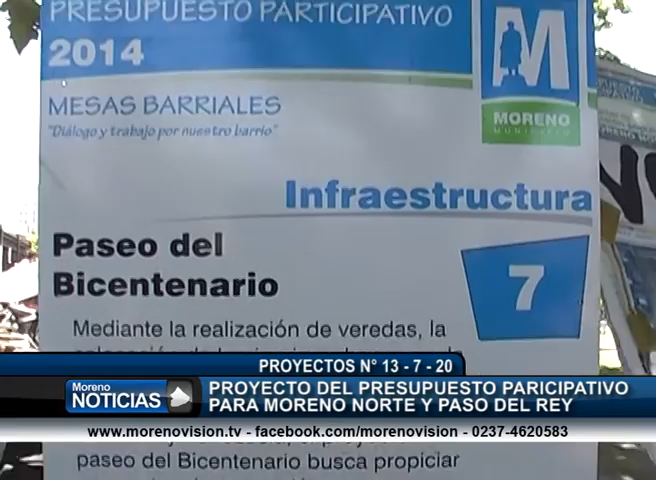 PRESUPUESTO PARTICIPATIVO
2014
M
MORENO
MUNICIPIO
MESAS BARRIALES
"Diálogo y trabajo por nuestro barrio"
Infraestructura
Paseo del
Bicentenario
7
Mediante la realización de veredas, la
PROYECTOS N° 13 - 7 - 20
Moreno
NOTICIAS
PROYECTO DEL PRESUPUESTO PARICIPATIVO
PARA MORENO NORTE Y PASO DEL REY
www.morenovision.tv - facebook.com/morenovision - 0237-4620583
paseo del Bicentenario busca propiciar